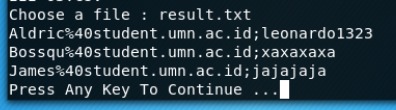 Choose a file : result.txt
Aldric%40student.umn.ac.id;leonardo1323
Bossqu%40student.umn.ac.id;xaxaxaxa
James%40student.umn.ac.id;jajajaja
Press Any Key To Continue ...